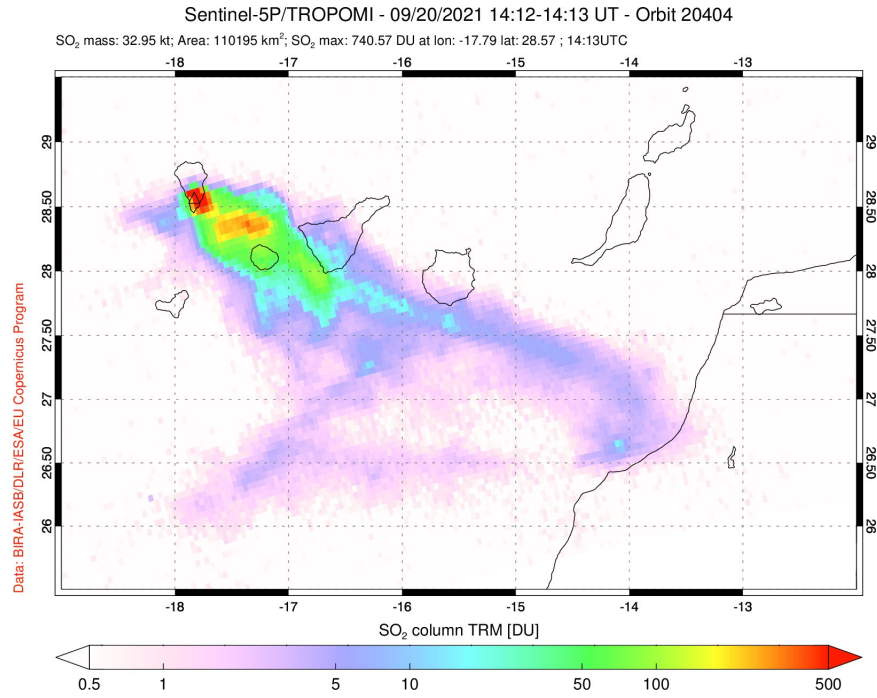 Sentinel-5P/TROPOMI - 09/20/2021 14:12-14:13 UT - Orbit 20404
SO₂ mass: 32.95 kt; Area: 110195 km²; SO₂ max: 740.57 DU at lon: -17.79 lat: 28.57 ; 14:13UTC
-18 -17 -16 -15 -14 -13
29 29
28.50 28.50
28 28
27.50 27.50
27 27
26.50 26.50
26 26
Data: BIRA-IASB/DLR/ESA/EU Copernicus Program
-18 -17 -16 -15 -14 -13
SO₂ column TRM [DU]
0.5 1 5 10 50 100 500